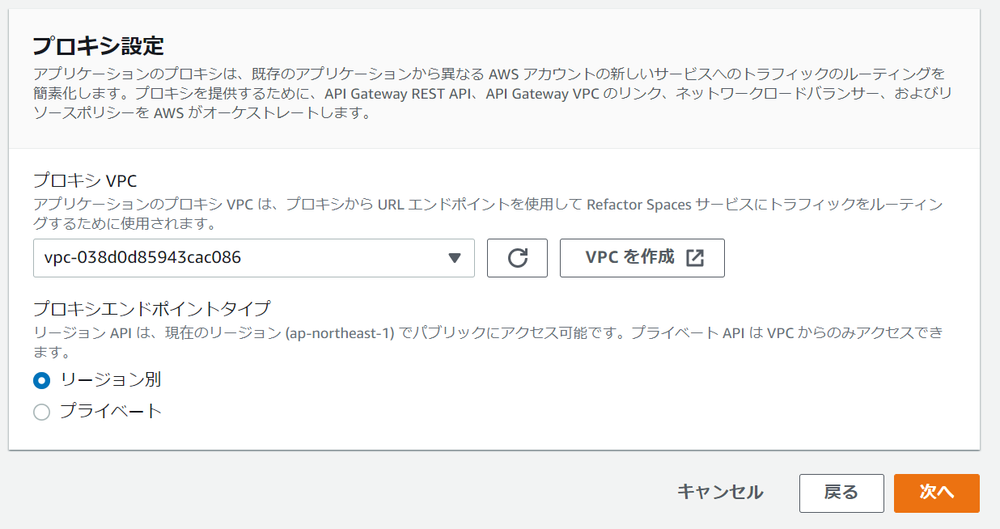 プロキシ設定
アプリケーションのプロキシは、既存のアプリケーションから異なる AWS アカウントの新しいサービスへのトラフィックのルーティングを
簡素化します。プロキシを提供するために、API Gateway REST API、API Gateway VPC のリンク、ネットワークロードバランサー、およびリ
ソースポリシーを AWS がオーケストレートします。
プロキシ VPC
アプリケーションのプロキシ VPC は、プロキシから URL エンドポイントを使用して Refactor Spaces サービスにトラフィックをルーティン
グするために使用されます。
vpc-038d0d85943cac086
VPC を作成
プロキシエンドポイントタイプ
リージョン API は、現在のリージョン (ap-northeast-1) でパブリックにアクセス可能です。プライベート API は VPC からのみアクセスでき
ます。
リージョン別
プライベート
キャンセル
戻る
次へ